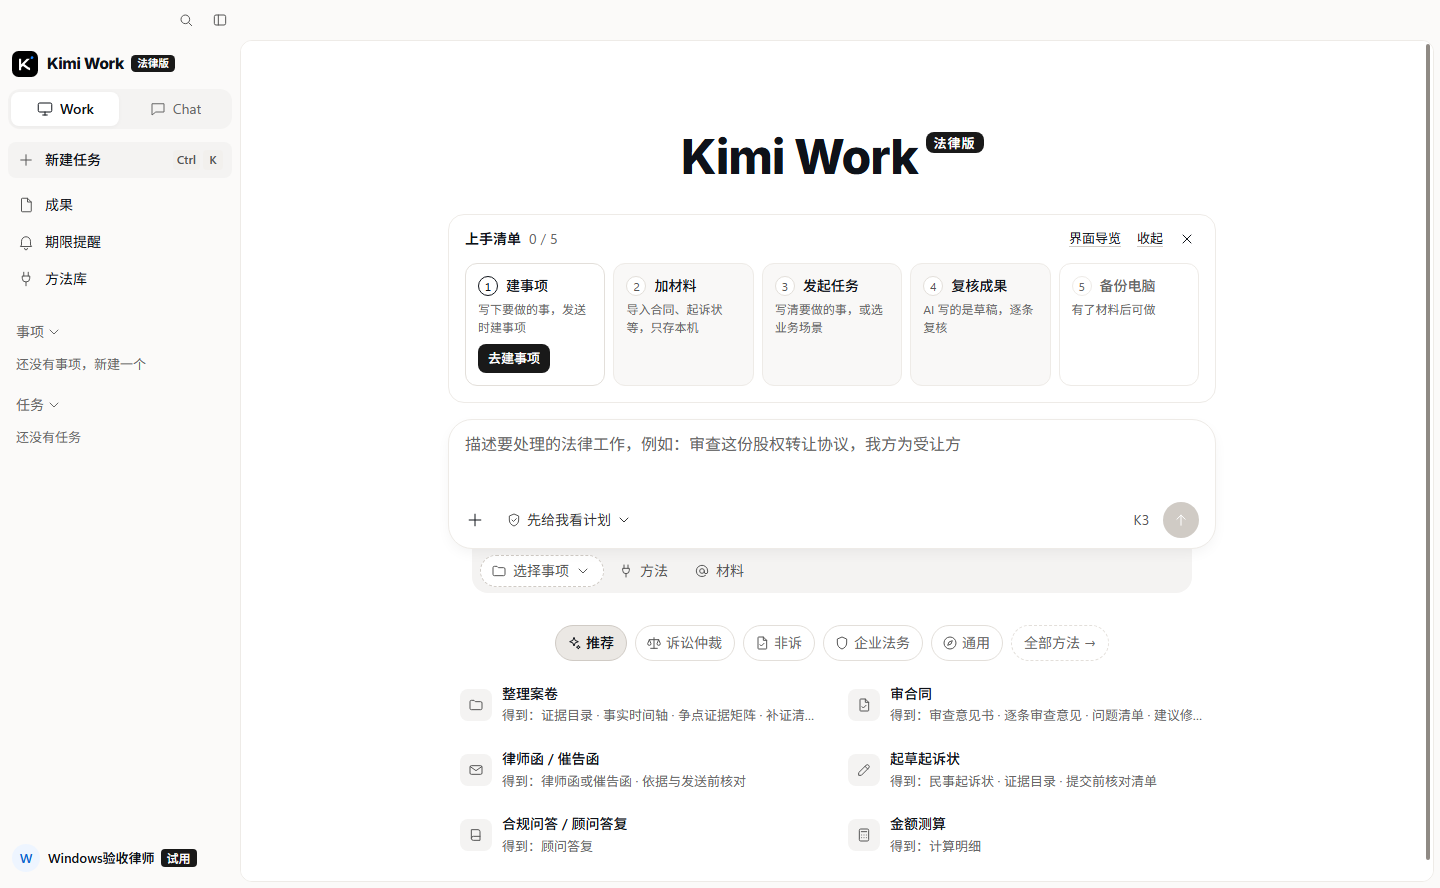 Kimi Work 法律版
Work
Chat
新建任务 Ctrl K
成果
期限提醒
方法库
事项
还没有事项，新建一个
任务
还没有任务
W Windows验收律师 试用
Kimi Work 法律版
上手清单 0 / 5
界面导览 收起
1 建事项
写下要做的事，发送
时建事项
去建事项
2 加材料
导入合同、起诉状
等，只存本机
3 发起任务
写清要做的事，或选
业务场景
4 复核成果
AI 写的是草稿，逐条
复核
5 备份电脑
有了材料后可做
描述要处理的法律工作，例如：审查这份股权转让协议，我方为受让方
先给我看计划
K3
选择事项
方法
材料
推荐
诉讼仲裁
非诉
企业法务
通用
全部方法 →
整理案卷
得到：证据目录 · 事实时间轴 · 争点证据矩阵 · 补证清...
审合同
得到：审查意见书 · 逐条审查意见 · 问题清单 · 建议修...
律师函 / 催告函
得到：律师函或催告函 · 依据与发送前核对
起草起诉状
得到：民事起诉状 · 证据目录 · 提交前核对清单
合规问答 / 顾问答复
得到：顾问答复
金额测算
得到：计算明细